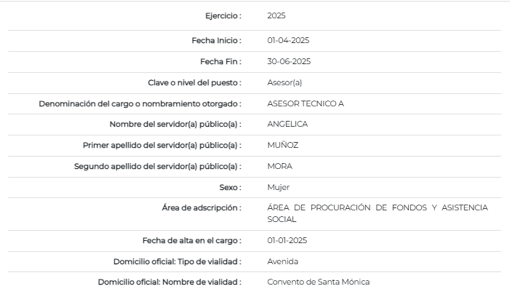 Ejercicio : 2025
Fecha Inicio : 01-04-2025
Fecha Fin : 30-06-2025
Clave o nivel del puesto : Asesor(a)
Denominación del cargo o nombramiento otorgado : ASESOR TECNICO A
Nombre del servidor(a) público(a) : ANGELICA
Primer apellido del servidor(a) público(a) : MUÑOZ
Segundo apellido del servidor(a) público(a) : MORA
Sexo : Mujer
Área de adscripción : ÁREA DE PROCURACIÓN DE FONDOS Y ASISTENCIA
SOCIAL
Fecha de alta en el cargo : 01-01-2025
Domicilio oficial: Tipo de vialidad : Avenida
Domicilio oficial: Nombre de vialidad : Convento de Santa Mónica